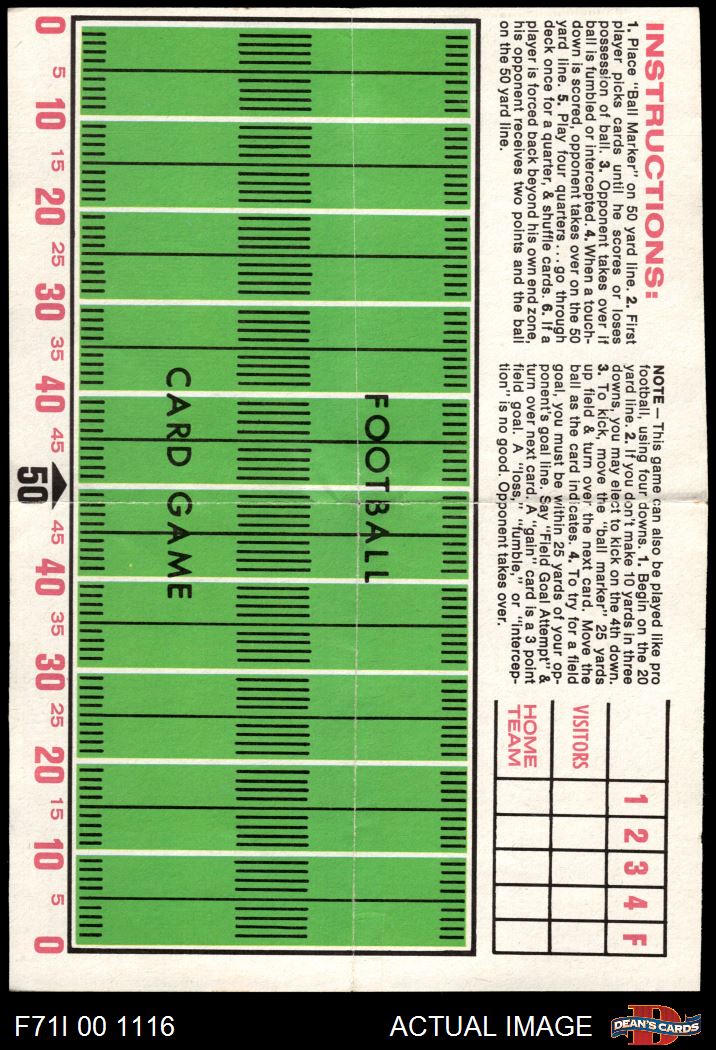 INSTRUCTIONS:
1. Place "Ball Marker" on 50 yard line. 2. First
player picks cards until he scores or loses
possession of ball. 3. Opponent takes over if
ball is fumbled or intercepted. 4. When a touch-
down is scored, opponent takes over on the 50
yard line. 5. Play four quarters . . . go through
deck once for a quarter, & shuffle cards. 6. If a
player is forced back beyond his own end zone,
his opponent receives two points and the ball
on the 50 yard line.
NOTE — This game can also be played like pro
football, using four downs. 1. Begin on the 20
yard line. 2. If you don't make 10 yards in three
downs, you may elect to kick on the 4th down.
3. To kick, move the "ball marker" 25 yards
up field & turn over the next card. Move the
ball as the card indicates. 4. To try for a field
goal, you must be within 25 yards of your op-
ponent's goal line. Say "Field Goal Attempt" &
turn over next card. A "gain" card is a 3 point
field goal. A "loss," "fumble," or "intercep-
tion" is no good. Opponent takes over.
1 2 3 4 F
VISITORS
HOME
TEAM
FOOTBALL
CARD GAME
0 5 10 15 20 25 30 35 40 45 50 45 40 35 30 25 20 15 10 5 0
F71I 00 1116
ACTUAL IMAGE
DEAN'S CARDS